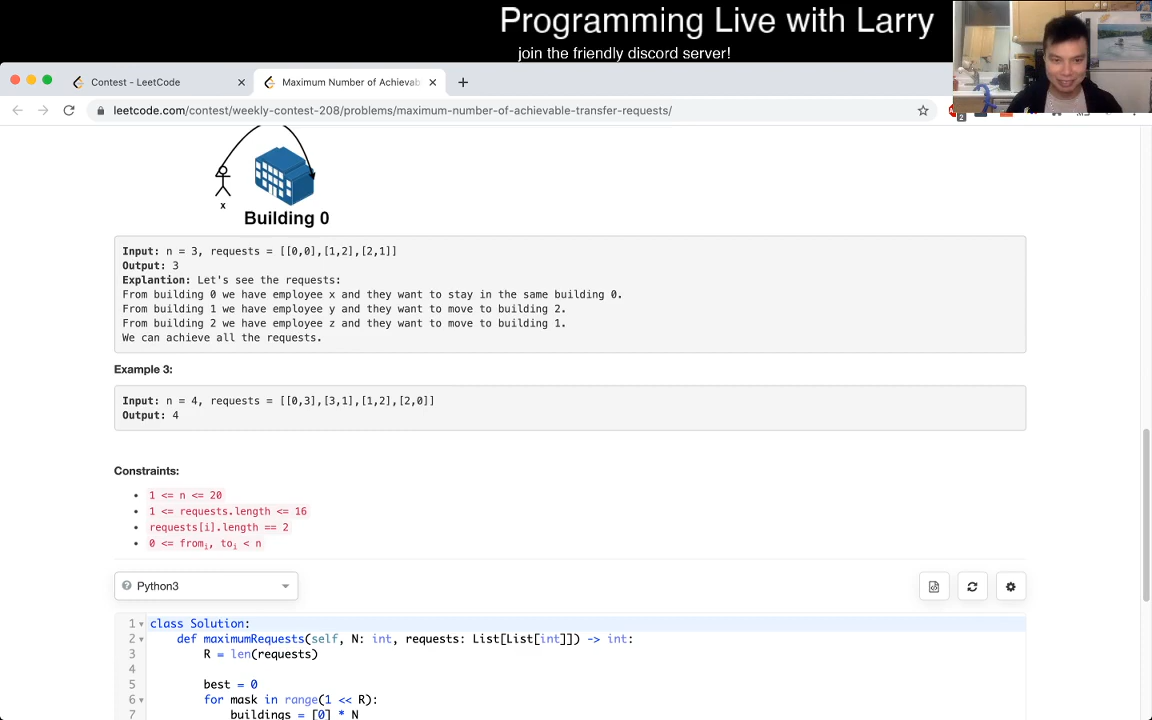 Programming Live with Larry
join the friendly discord server!
Contest - LeetCode
Maximum Number of Achievab
leetcode.com/contest/weekly-contest-208/problems/maximum-number-of-achievable-transfer-requests/
2
x
Building 0
Input: n = 3, requests = [[0,0],[1,2],[2,1]]
Output: 3
Explantion: Let's see the requests:
From building 0 we have employee x and they want to stay in the same building 0.
From building 1 we have employee y and they want to move to building 2.
From building 2 we have employee z and they want to move to building 1.
We can achieve all the requests.
Example 3:
Input: n = 4, requests = [[0,3],[3,1],[1,2],[2,0]]
Output: 4
Constraints:
1 <= n <= 20
1 <= requests.length <= 16
requests[i].length == 2
0 <= fromi, toi < n
Python3
1 class Solution:
2 def maximumRequests(self, N: int, requests: List[List[int]]) -> int:
3 R = len(requests)
4
5 best = 0
6 for mask in range(1 << R):
7 buildings = [0] * N